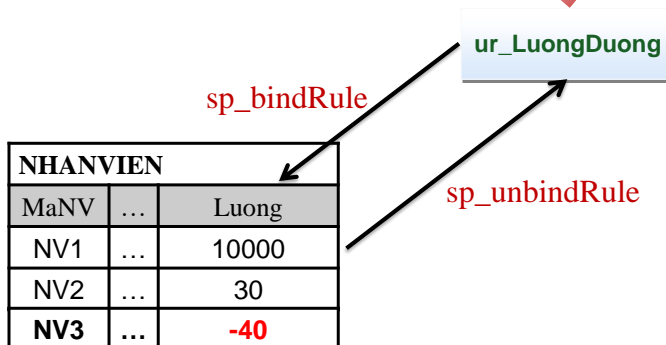 ur_LuongDuong
sp_bindRule
sp_unbindRule
NHANVIEN
MaNV … Luong
NV1 … 10000
NV2 … 30
NV3 … -40